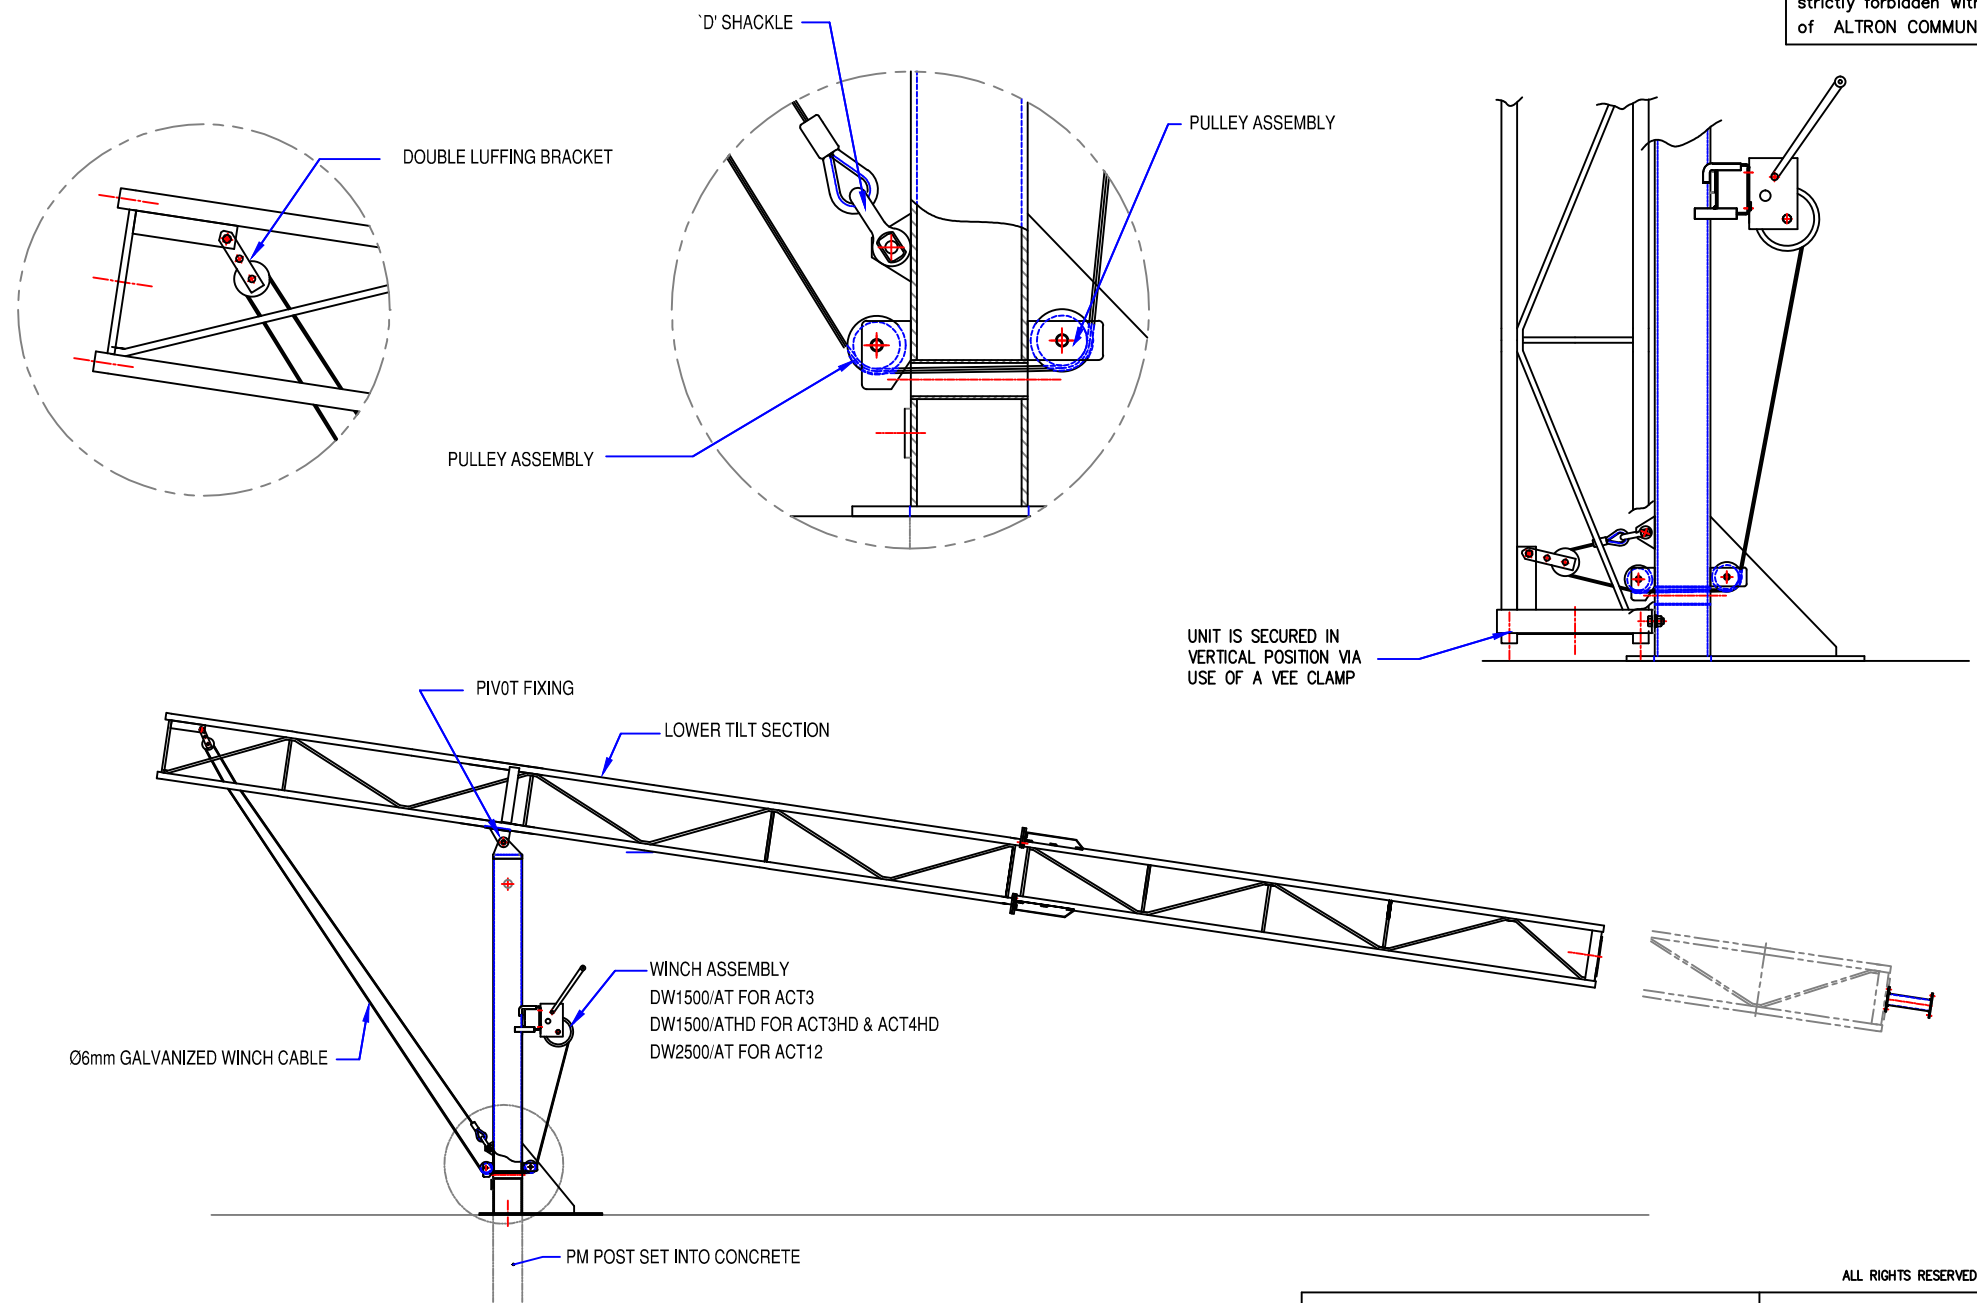 strictly forbidden
of ALTRON
`D' SHACKLE
PULLEY ASSEMBLY
DOUBLE LUFFING BRACKET
PULLEY ASSEMBLY
UNIT IS SECURED IN
VERTICAL POSITION VIA
USE OF A VEE CLAMP
PIVOT FIXING
LOWER TILT SECTION
WINCH ASSEMBLY
DW1500/AT FOR ACT3
DW1500/ATHD FOR ACT3HD & ACT4HD
DW2500/AT FOR ACT12
Ø6mm GALVANIZED WINCH CABLE
PM POST SET INTO CONCRETE
ALL RIGHTS RESERVED